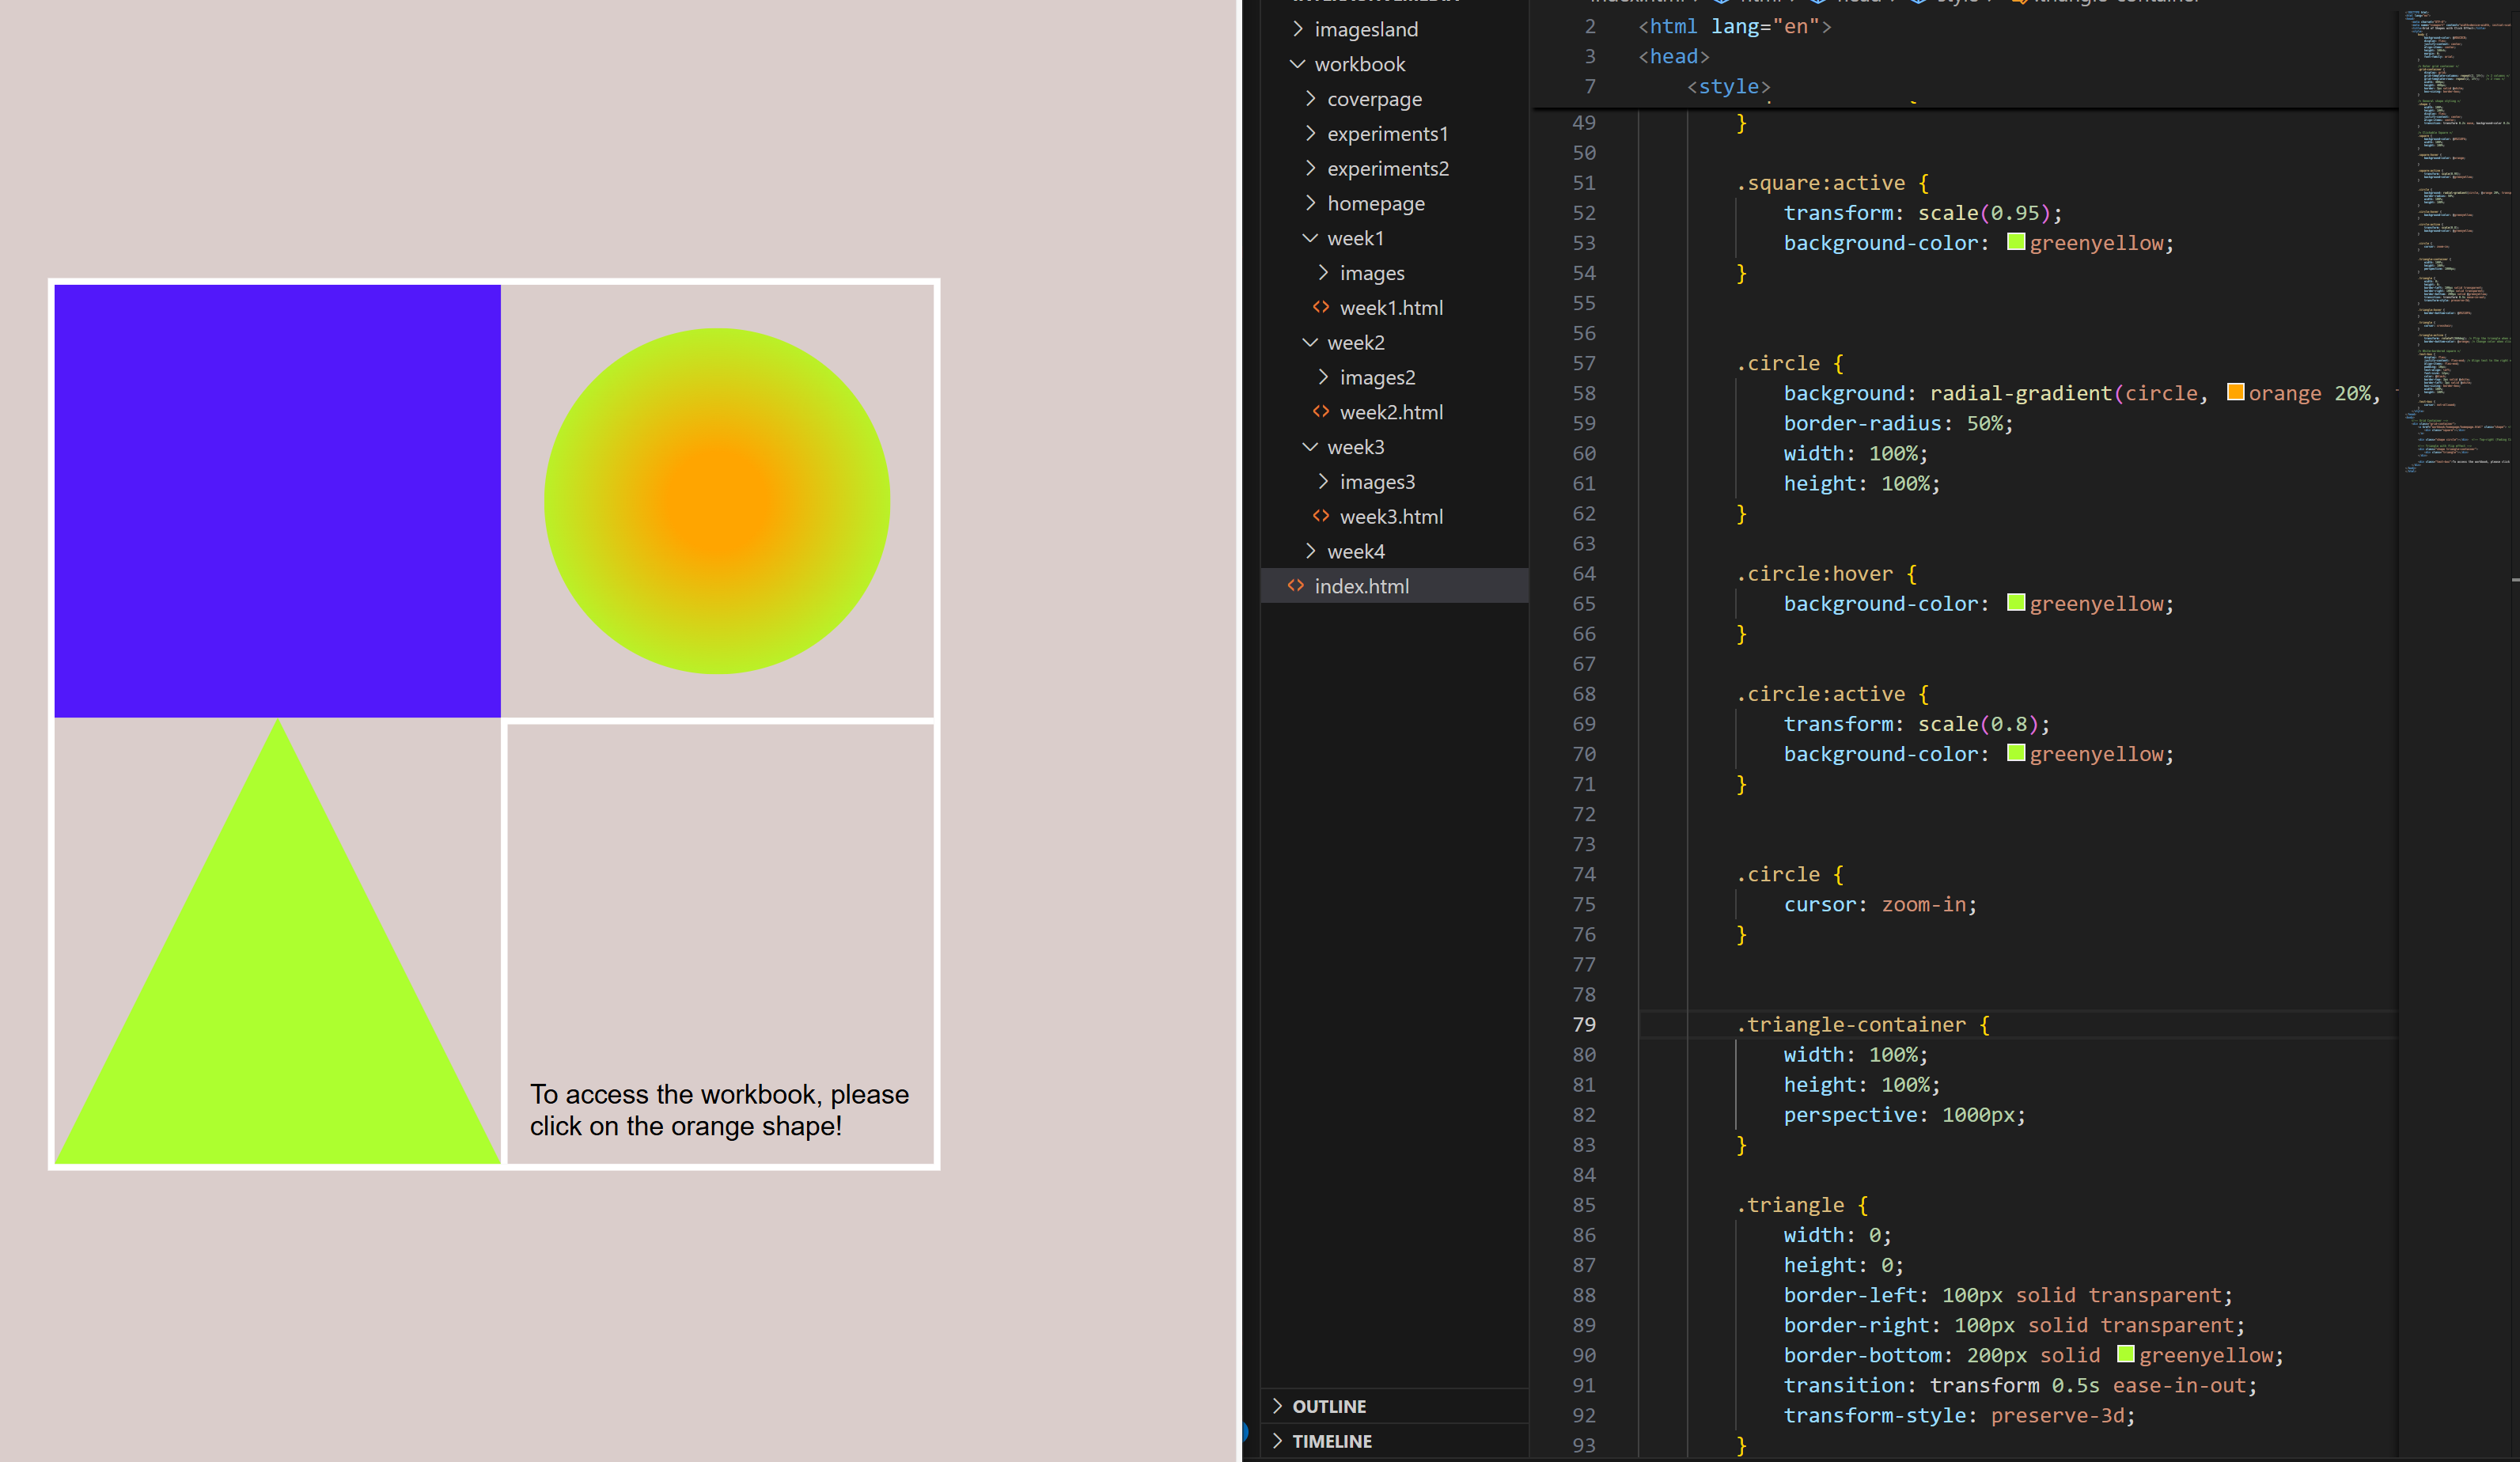 To access the workbook, please
click on the orange shape!
imagesland
workbook
coverpage
experiments1
experiments2
homepage
week1
images
week1.html
week2
images2
week2.html
week3
images3
week3.html
week4
index.html
OUTLINE
TIMELINE
2 <html lang="en">
3 <head>
7 <style>
49 }
50
51 .square:active {
52 transform: scale(0.95);
53 background-color: greenyellow;
54 }
55
56
57 .circle {
58 background: radial-gradient(circle, orange 20%,
59 border-radius: 50%;
60 width: 100%;
61 height: 100%;
62 }
63
64 .circle:hover {
65 background-color: greenyellow;
66 }
67
68 .circle:active {
69 transform: scale(0.8);
70 background-color: greenyellow;
71 }
72
73
74 .circle {
75 cursor: zoom-in;
76 }
77
78
79 .triangle-container {
80 width: 100%;
81 height: 100%;
82 perspective: 1000px;
83 }
84
85 .triangle {
86 width: 0;
87 height: 0;
88 border-left: 100px solid transparent;
89 border-right: 100px solid transparent;
90 border-bottom: 200px solid greenyellow;
91 transition: transform 0.5s ease-in-out;
92 transform-style: preserve-3d;
93 }